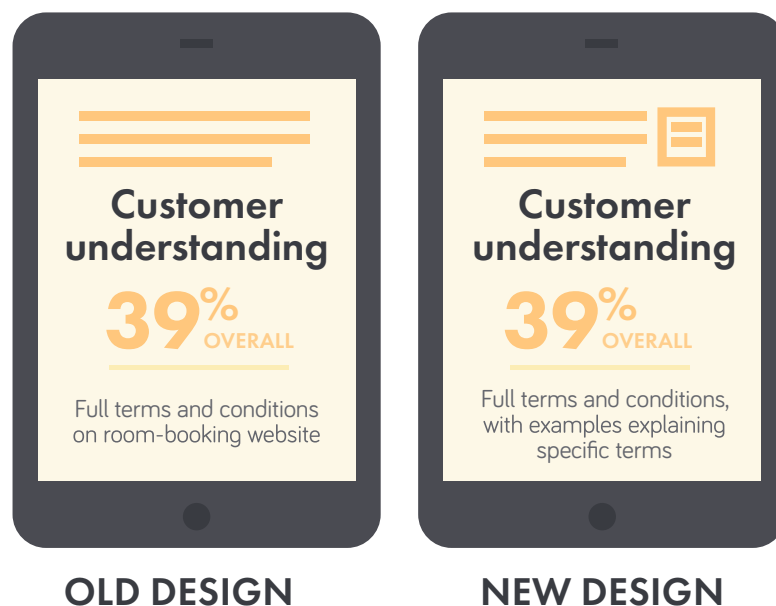 Customer
understanding
39%
OVERALL
Full terms and conditions
on room-booking website
OLD DESIGN
Customer
understanding
39%
OVERALL
Full terms and conditions,
with examples explaining
specific terms
NEW DESIGN